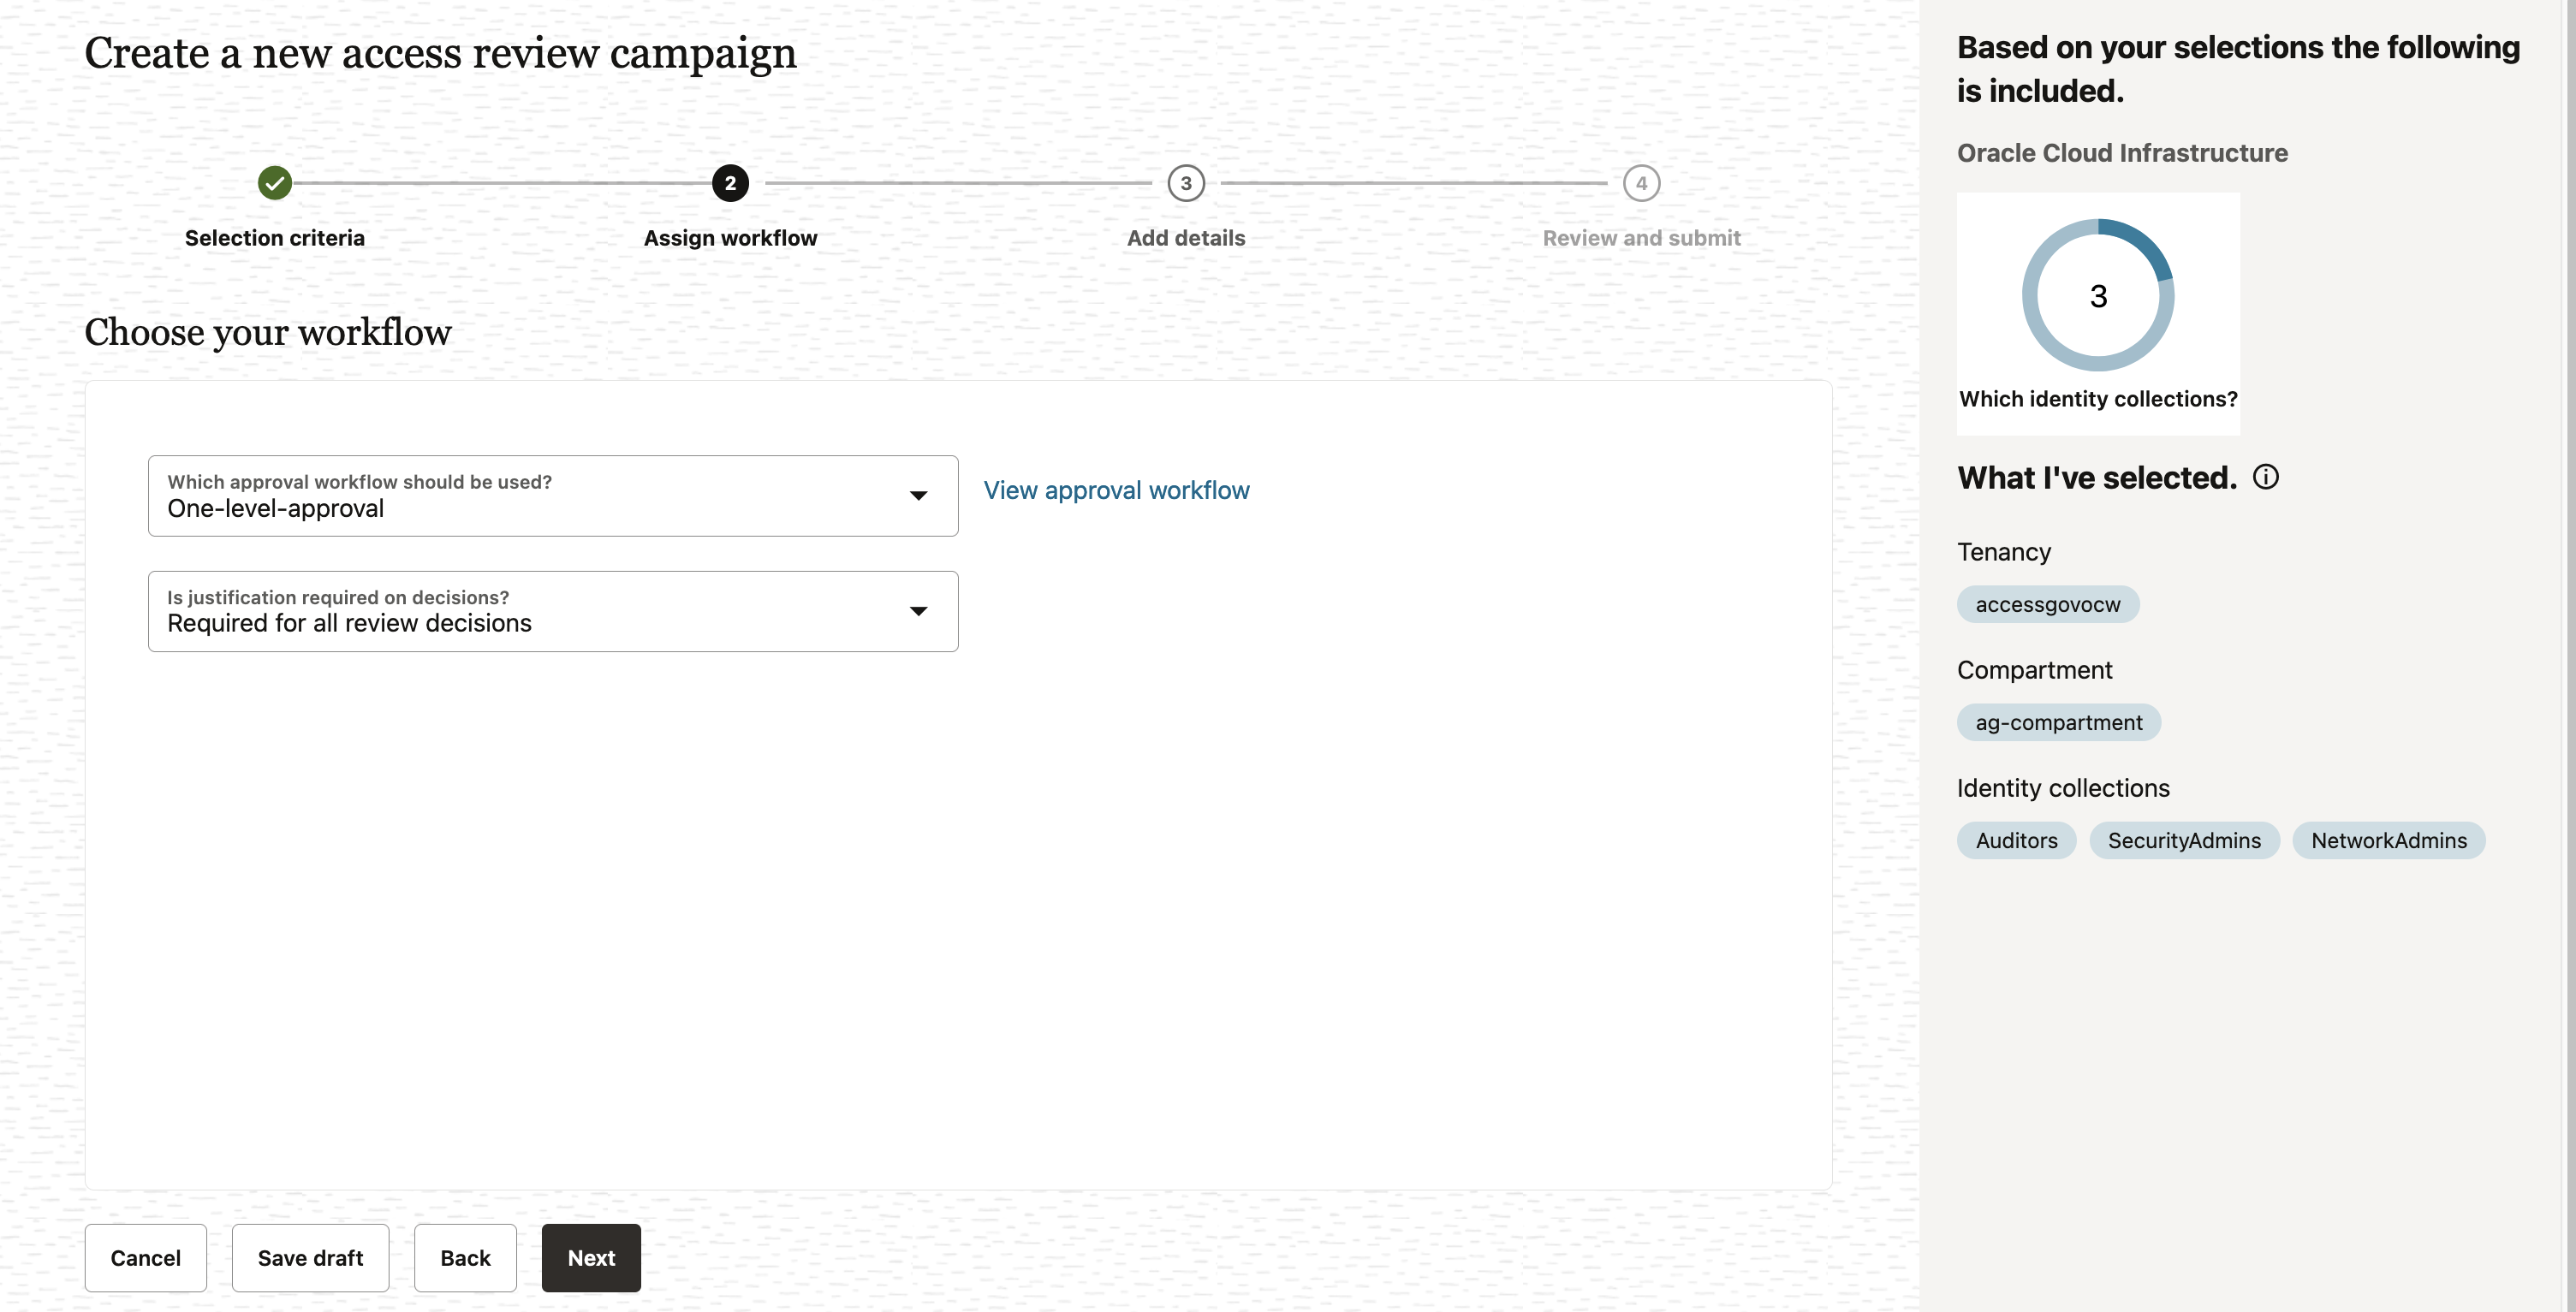 Create a new access review campaign
2
3
4
Selection criteria
Assign workflow
Add details
Review and submit
Choose your workflow
Which approval workflow should be used?
One-level-approval
View approval workflow
Is justification required on decisions?
Required for all review decisions
Cancel
Save draft
Back
Next
Based on your selections the following
is included.
Oracle Cloud Infrastructure
3
Which identity collections?
What I've selected.
Tenancy
accessgovocw
Compartment
ag-compartment
Identity collections
Auditors SecurityAdmins NetworkAdmins